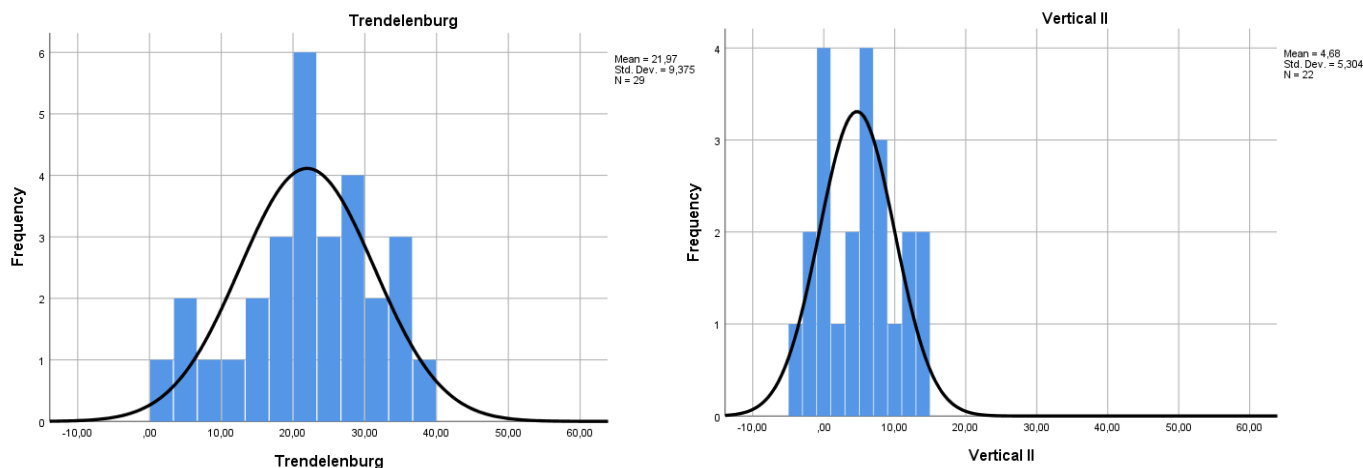 Trendelenburg
Mean = 21,97
Std. Dev. = 9,375
N = 29
Frequency
6
5
4
3
2
1
0
-10,00 ,00 10,00 20,00 30,00 40,00 50,00 60,00
Trendelenburg
Vertical II
Mean = 4,68
Std. Dev. = 5,304
N = 22
Frequency
4
3
2
1
0
-10,00 ,00 10,00 20,00 30,00 40,00 50,00 60,00
Vertical II